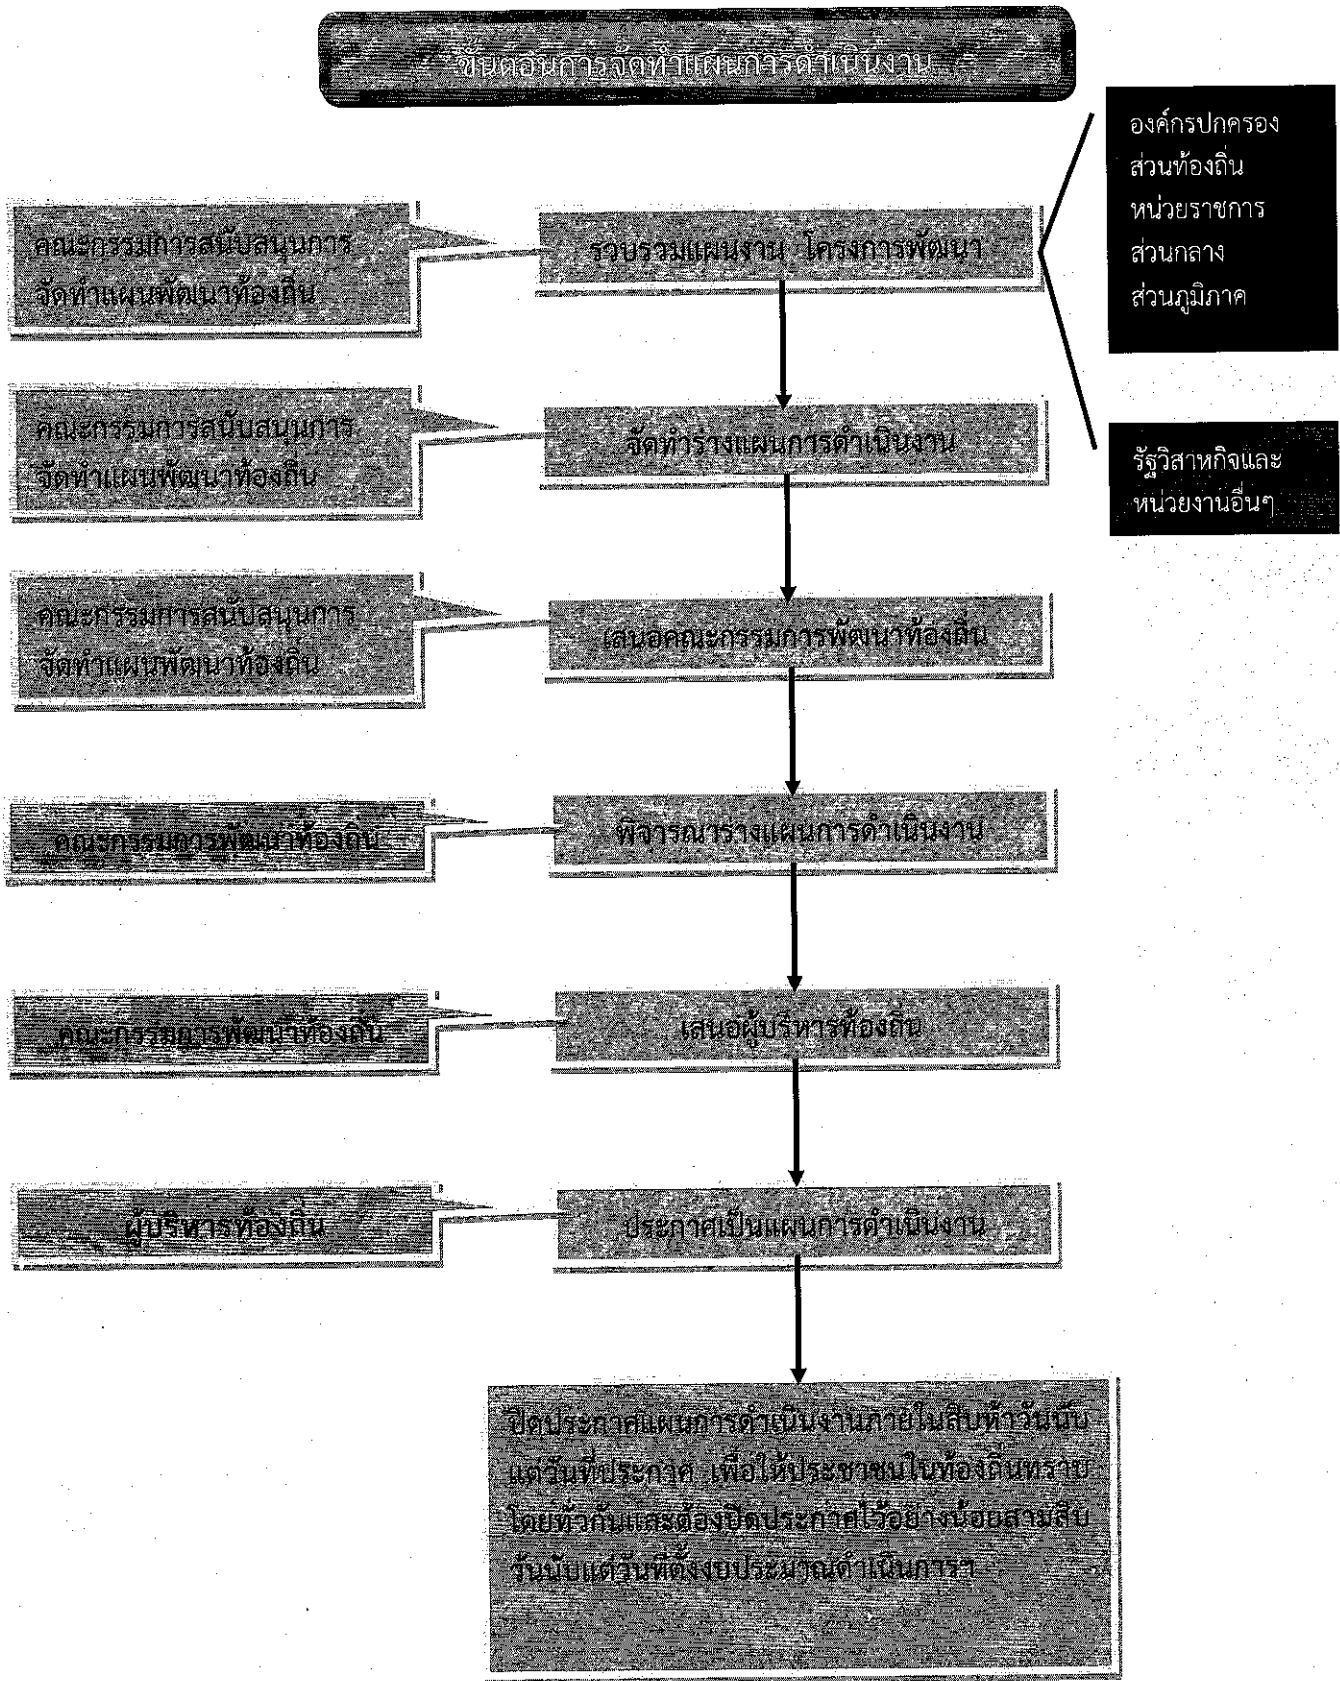 ขั้นตอนการจัดทำแผนการดำเนินงาน
องค์กรปกครอง
ส่วนท้องถิ่น
หน่วยราชการ
ส่วนกลาง
ส่วนภูมิภาค
คณะกรรมการสนับสนุนการ
จัดทำแผนพัฒนาท้องถิ่น
รวบรวมแผนงาน โครงการพัฒนา
คณะกรรมการสนับสนุนการ
จัดทำแผนพัฒนาท้องถิ่น
จัดทำร่างแผนการดำเนินงาน
รัฐวิสาหกิจและ
หน่วยงานอื่นๆ
คณะกรรมการสนับสนุนการ
จัดทำแผนพัฒนาท้องถิ่น
เสนอคณะกรรมการพัฒนาท้องถิ่น
คณะกรรมการพัฒนาท้องถิ่น
พิจารณาร่างแผนการดำเนินงาน
คณะกรรมการพัฒนาท้องถิ่น
เสนอผู้บริหารท้องถิ่น
ผู้บริหารท้องถิ่น
ประกาศเป็นแผนการดำเนินงาน
ปิดประกาศแผนการดำเนินงานภายในสิบห้าวันนับ
แต่วันที่ประกาศ เพื่อให้ประชาชนในท้องถิ่นทราบ
โดยทั่วกันและต้องปิดประกาศไว้อย่างน้อยสามสิบ
วันนับแต่วันที่ตั้งงบประมาณดำเนินการฯ